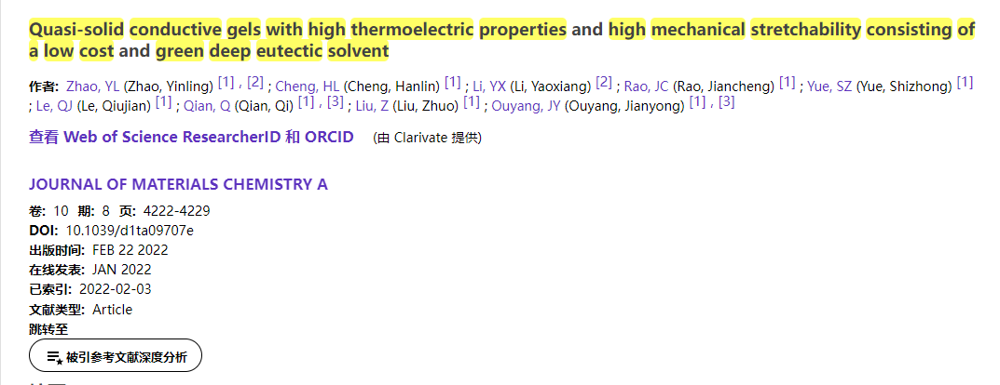 Quasi-solid conductive gels with high thermoelectric properties and high mechanical stretchability consisting of
a low cost and green deep eutectic solvent
作者: Zhao, YL (Zhao, Yinling) [1] , [2] ; Cheng, HL (Cheng, Hanlin) [1] ; Li, YX (Li, Yaoxiang) [2] ; Rao, JC (Rao, Jiancheng) [1] ; Yue, SZ (Yue, Shizhong) [1]
; Le, QJ (Le, Qiujian) [1] ; Qian, Q (Qian, Qi) [1] , [3] ; Liu, Z (Liu, Zhuo) [1] ; Ouyang, JY (Ouyang, Jianyong) [1] , [3]
查看 Web of Science ResearcherID 和 ORCID (由 Clarivate 提供)
JOURNAL OF MATERIALS CHEMISTRY A
卷: 10 期: 8 页: 4222-4229
DOI: 10.1039/d1ta09707e
出版时间: FEB 22 2022
在线发表: JAN 2022
已索引: 2022-02-03
文献类型: Article
跳转至
被引参考文献深度分析